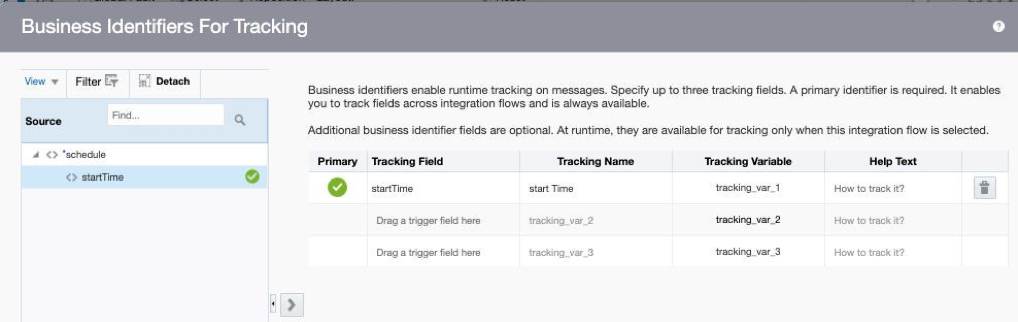 Business Identifiers For Tracking
View Filter Detach
Source Find...
*schedule
startTime
Business identifiers enable runtime tracking on messages. Specify up to three tracking fields. A primary identifier is required. It enables
you to track fields across integration flows and is always available.
Additional business identifier fields are optional. At runtime, they are available for tracking only when this integration flow is selected.
Primary Tracking Field Tracking Name Tracking Variable Help Text
startTime start Time tracking_var_1 How to track it?
Drag a trigger field here tracking_var_2 tracking_var_2 How to track it?
Drag a trigger field here tracking_var_3 tracking_var_3 How to track it?